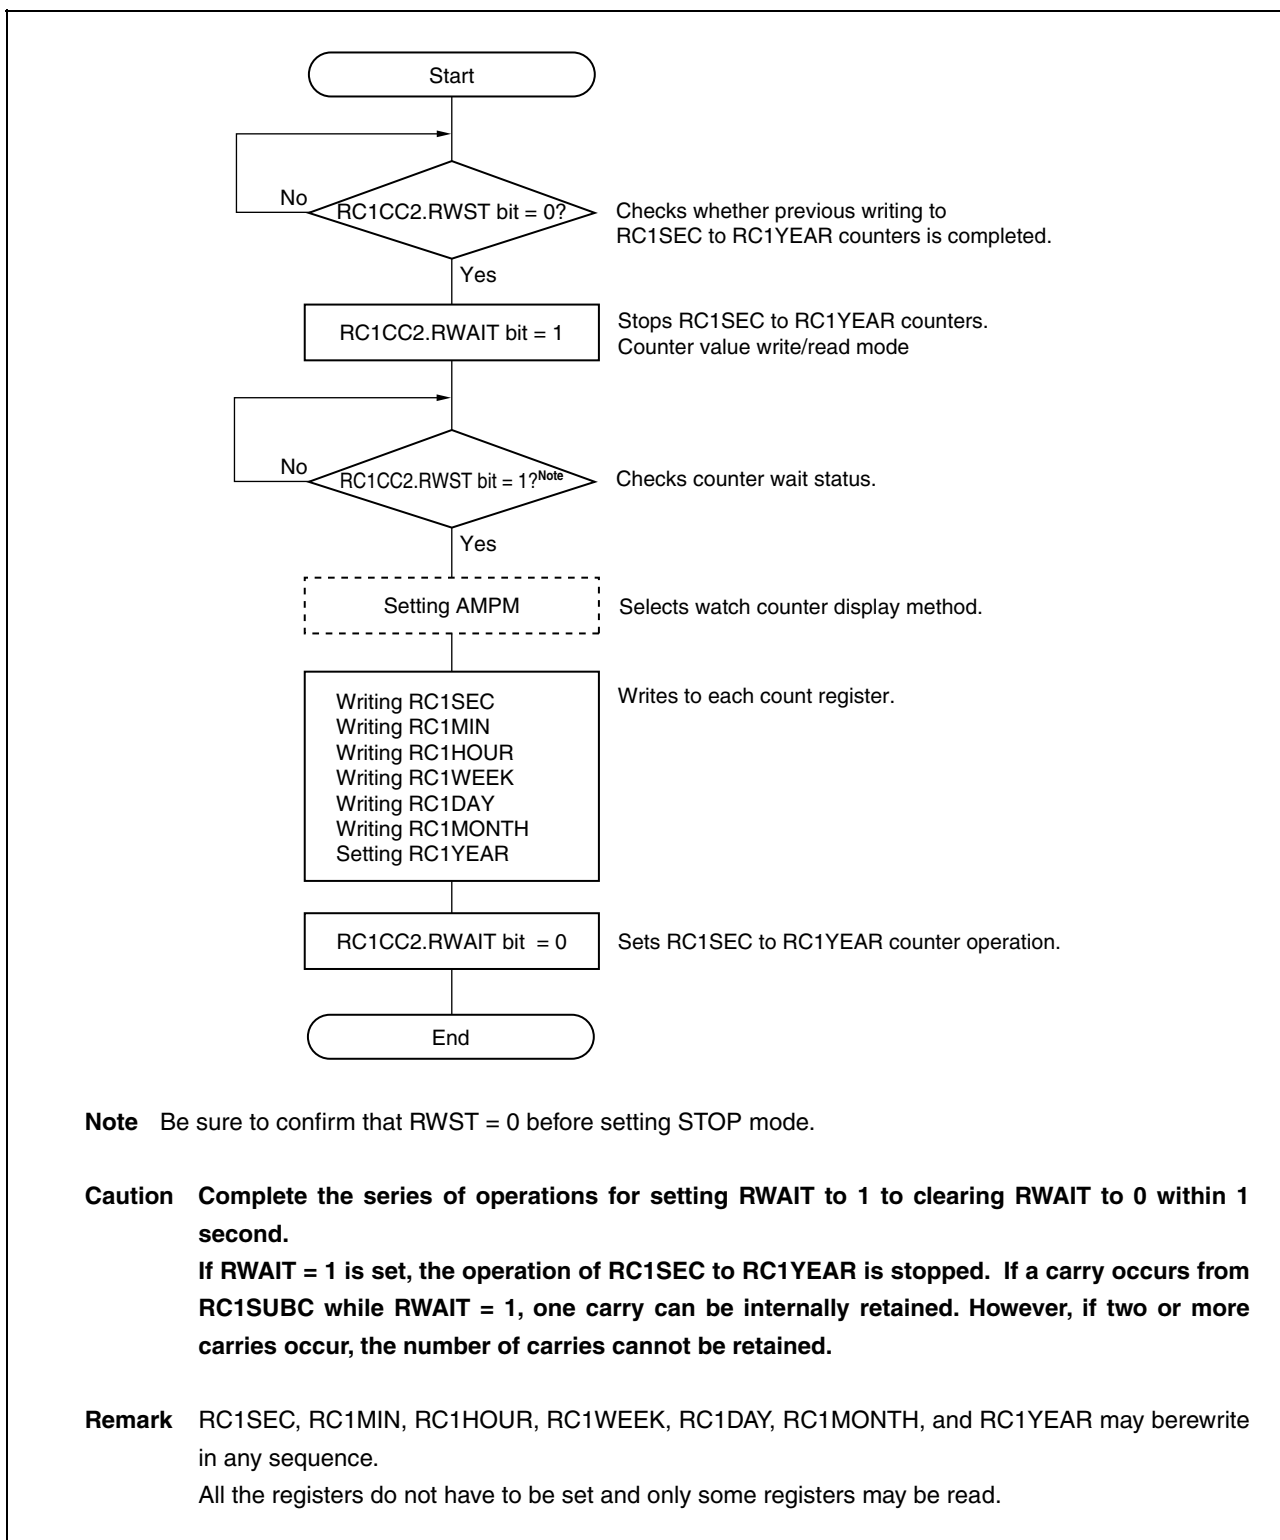 Start
No
RC1CC2.RWST bit = 0?
Checks whether previous writing to
RC1SEC to RC1YEAR counters is completed.
Yes
RC1CC2.RWAIT bit = 1
Stops RC1SEC to RC1YEAR counters.
Counter value write/read mode
No
RC1CC2.RWST bit = 1?Note
Checks counter wait status.
Yes
Setting AMPM
Selects watch counter display method.
Writing RC1SEC
Writing RC1MIN
Writing RC1HOUR
Writing RC1WEEK
Writing RC1DAY
Writing RC1MONTH
Setting RC1YEAR
Writes to each count register.
RC1CC2.RWAIT bit = 0
Sets RC1SEC to RC1YEAR counter operation.
End
Note Be sure to confirm that RWST = 0 before setting STOP mode.
Caution Complete the series of operations for setting RWAIT to 1 to clearing RWAIT to 0 within 1
second.
If RWAIT = 1 is set, the operation of RC1SEC to RC1YEAR is stopped. If a carry occurs from
RC1SUBC while RWAIT = 1, one carry can be internally retained. However, if two or more
carries occur, the number of carries cannot be retained.
Remark RC1SEC, RC1MIN, RC1HOUR, RC1WEEK, RC1DAY, RC1MONTH, and RC1YEAR may berewrite
in any sequence.
All the registers do not have to be set and only some registers may be read.